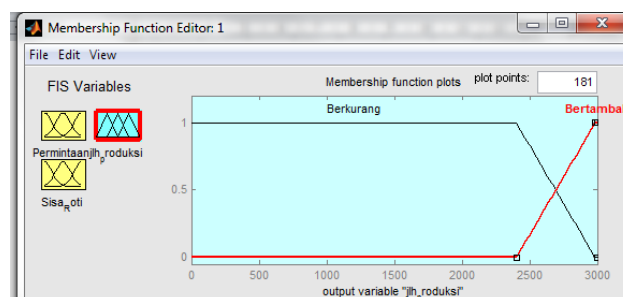 Membership Function Editor: 1
File Edit View
FIS Variables
Membership function plots plot points: 181
Permintaanjlh_produksi
Sisa_Roti
Berkurang
Bertambah
1
0.5
0
0 500 1000 1500 2000 2500 3000
output variable "jlh_roduksi"